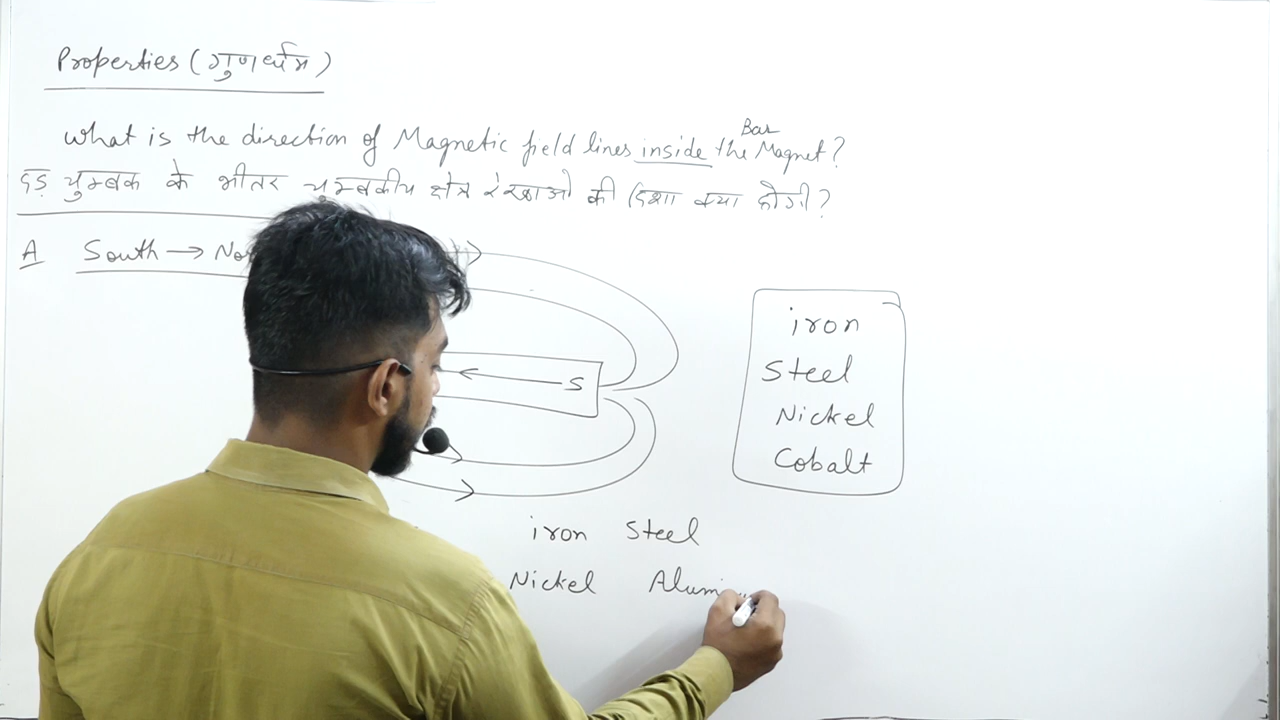 Properties (गुणधर्म)
Bar
What is the direction of Magnetic field lines inside the Magnet?
दंड चुम्बक के भीतर चुम्बकीय क्षेत्र रेखाओ की दिशा क्या होगी?
A South → No
S
iron
Steel
Nickel
Cobalt
iron Steel
Nickel Alumin